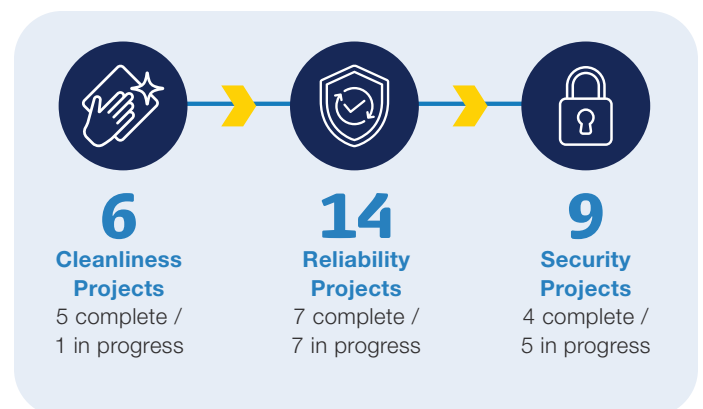 6
Cleanliness
Projects
5 complete /
1 in progress
14
Reliability
Projects
7 complete /
7 in progress
9
Security
Projects
4 complete /
5 in progress